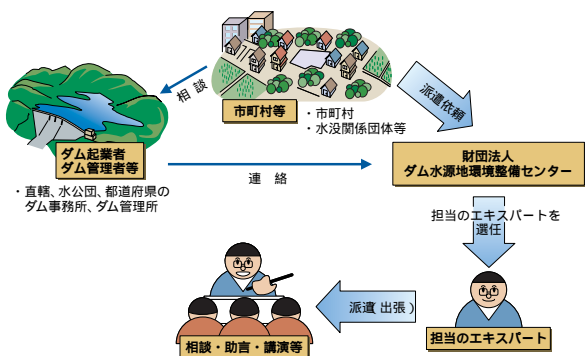 相談
派遣依頼
市町村等
・市町村
・水没関係団体等
ダム起業者
ダム管理者等
・直轄、水公団、都道府県の
ダム事務所、ダム管理所
連絡
財団法人
ダム水源地環境整備センター
担当のエキスパートを
選任
派遣(出張)
担当のエキスパート
相談・助言・講演等